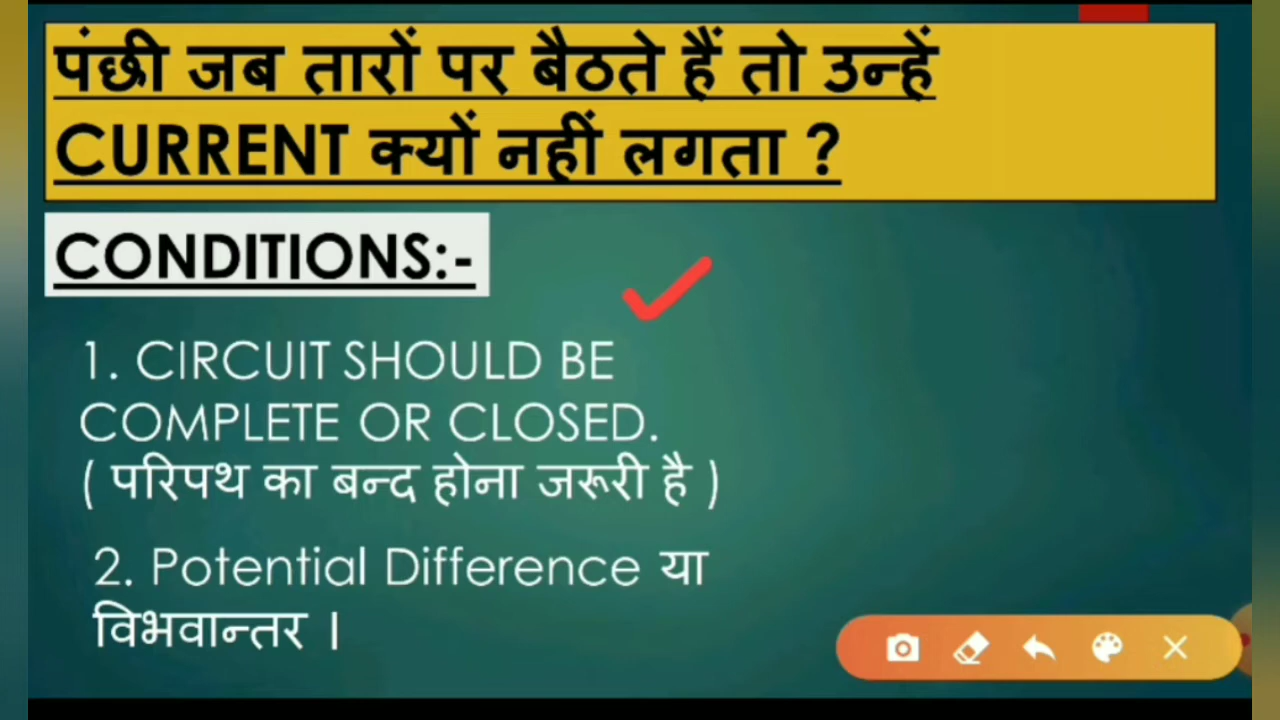 पंछी जब तारों पर बैठते हैं तो उन्हें
CURRENT क्यों नहीं लगता ?
CONDITIONS:-
1. CIRCUIT SHOULD BE
COMPLETE OR CLOSED.
( परिपथ का बन्द होना जरूरी है )
2. Potential Difference या
विभवान्तर ।